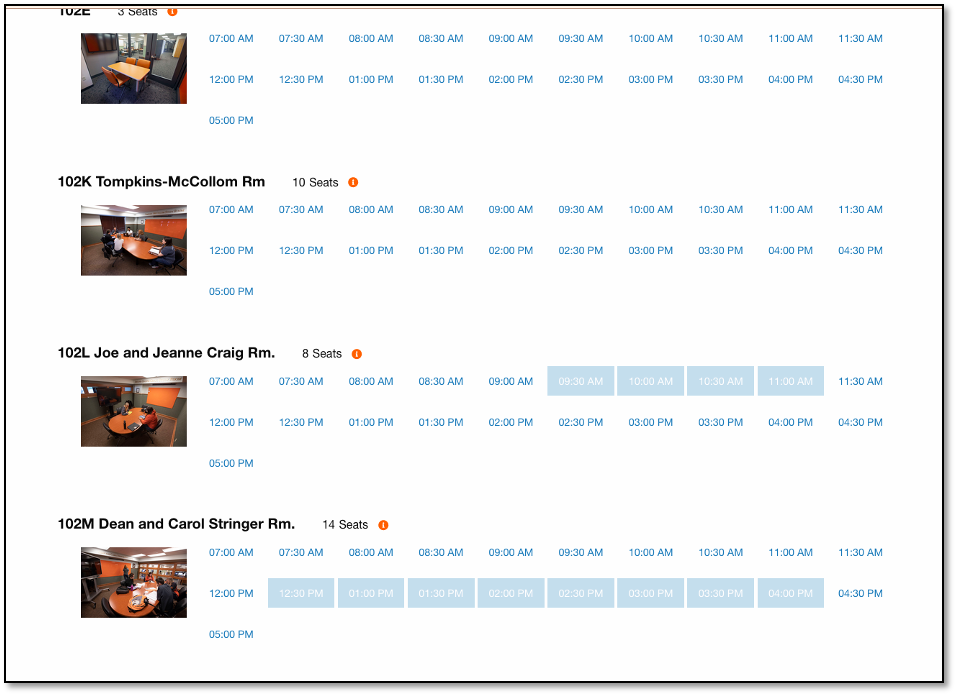 102E 3 Seats
07:00 AM 07:30 AM 08:00 AM 08:30 AM 09:00 AM 09:30 AM 10:00 AM 10:30 AM 11:00 AM 11:30 AM
12:00 PM 12:30 PM 01:00 PM 01:30 PM 02:00 PM 02:30 PM 03:00 PM 03:30 PM 04:00 PM 04:30 PM
05:00 PM
102K Tompkins-McCollom Rm 10 Seats
07:00 AM 07:30 AM 08:00 AM 08:30 AM 09:00 AM 09:30 AM 10:00 AM 10:30 AM 11:00 AM 11:30 AM
12:00 PM 12:30 PM 01:00 PM 01:30 PM 02:00 PM 02:30 PM 03:00 PM 03:30 PM 04:00 PM 04:30 PM
05:00 PM
102L Joe and Jeanne Craig Rm. 8 Seats
07:00 AM 07:30 AM 08:00 AM 08:30 AM 09:00 AM 09:30 AM 10:00 AM 10:30 AM 11:00 AM 11:30 AM
12:00 PM 12:30 PM 01:00 PM 01:30 PM 02:00 PM 02:30 PM 03:00 PM 03:30 PM 04:00 PM 04:30 PM
05:00 PM
102M Dean and Carol Stringer Rm. 14 Seats
07:00 AM 07:30 AM 08:00 AM 08:30 AM 09:00 AM 09:30 AM 10:00 AM 10:30 AM 11:00 AM 11:30 AM
12:00 PM 12:30 PM 01:00 PM 01:30 PM 02:00 PM 02:30 PM 03:00 PM 03:30 PM 04:00 PM 04:30 PM
05:00 PM